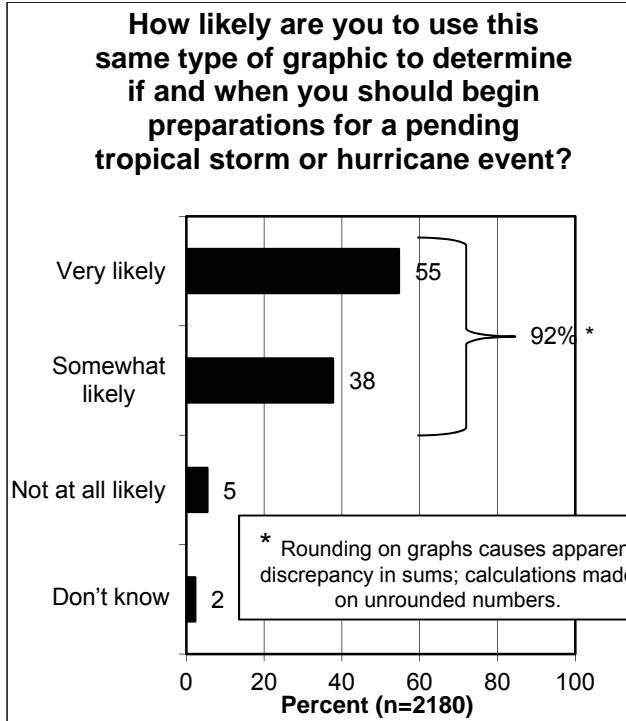 How likely are you to use this
same type of graphic to determine
if and when you should begin
preparations for a pending
tropical storm or hurricane event?
Very likely
55
92% *
Somewhat
likely
38
Not at all likely
5
* Rounding on graphs causes apparen
discrepancy in sums; calculations made
on unrounded numbers.
Don't know
2
0 20 40 60 80 100
Percent (n=2180)